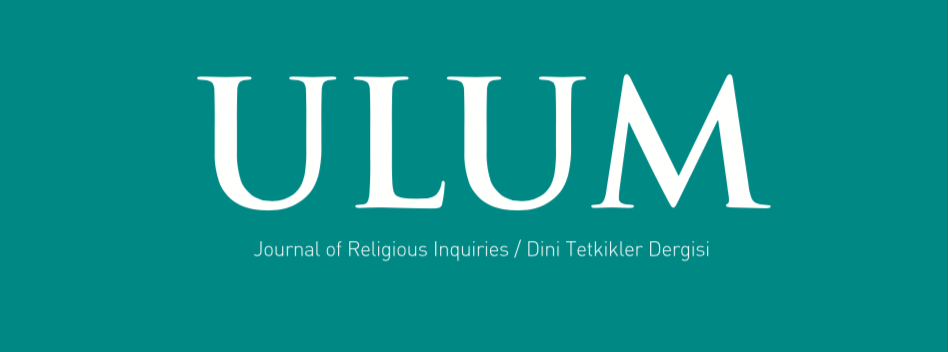 ULUM
Journal of Religious Inquiries / Dini Tetkikler Dergisi